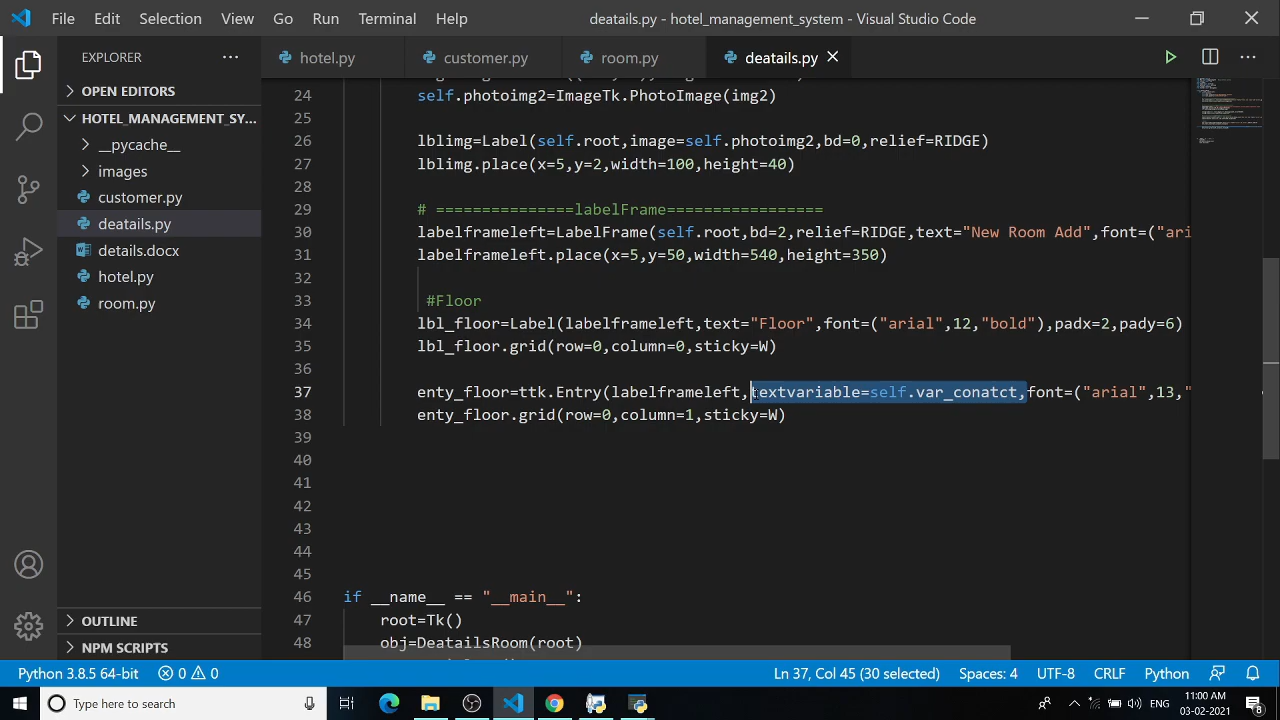 File Edit Selection View Go Run Terminal Help deatails.py - hotel_management_system - Visual Studio Code
EXPLORER
hotel.py customer.py room.py deatails.py
OPEN EDITORS
HOTEL_MANAGEMENT_SY...
__pycache__
images
customer.py
deatails.py
details.docx
hotel.py
room.py
OUTLINE
NPM SCRIPTS
24 self.photoimg2=ImageTk.PhotoImage(img2)
25
26 lblimg=Label(self.root,image=self.photoimg2,bd=0,relief=RIDGE)
27 lblimg.place(x=5,y=2,width=100,height=40)
28
29 # ===============labelFrame=================
30 labelframeleft=LabelFrame(self.root,bd=2,relief=RIDGE,text="New Room Add",font=("ari
31 labelframeleft.place(x=5,y=50,width=540,height=350)
32
33 #Floor
34 lbl_floor=Label(labelframeleft,text="Floor",font=("arial",12,"bold"),padx=2,pady=6)
35 lbl_floor.grid(row=0,column=0,sticky=W)
36
37 enty_floor=ttk.Entry(labelframeleft,textvariable=self.var_conatct,font=("arial",13,"
38 enty_floor.grid(row=0,column=1,sticky=W)
39
40
41
42
43
44
45
46 if __name__ == "__main__":
47 root=Tk()
48 obj=DeatailsRoom(root)
Python 3.8.5 64-bit 0 0 Ln 37, Col 45 (30 selected) Spaces: 4 UTF-8 CRLF Python
Type here to search ENG 11:00 AM
03-02-2021 8